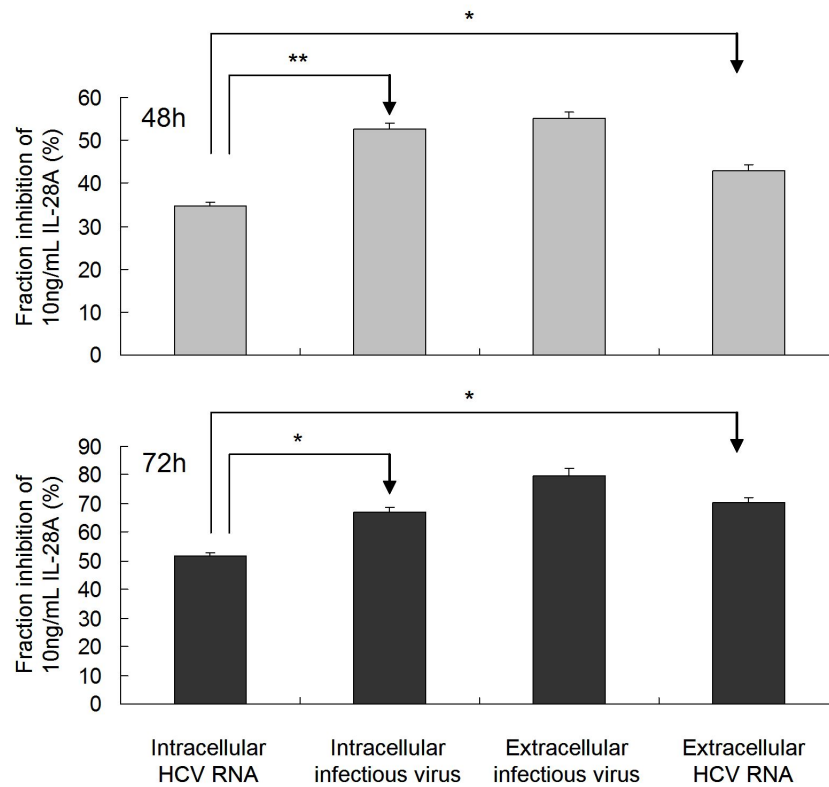 *
**
48h
Fraction inhibition of
10ng/mL IL-28A (%)
60
50
40
30
20
10
0
*
*
72h
Fraction inhibition of
10ng/mL IL-28A (%)
90
80
70
60
50
40
30
20
10
0
Intracellular
HCV RNA
Intracellular
infectious virus
Extracellular
infectious virus
Extracellular
HCV RNA